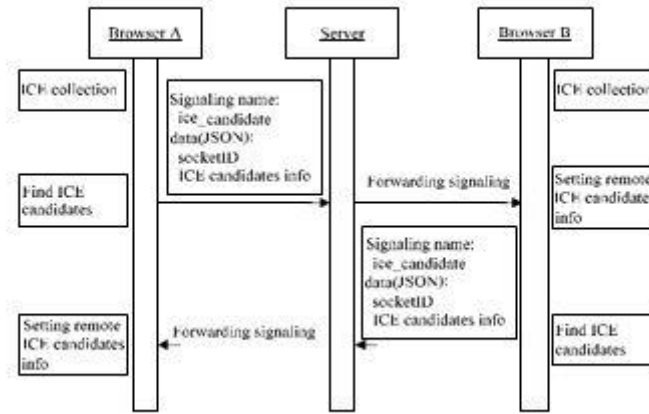 Browser A
Server
Browser B
ICE collection
Signaling name:
ice_candidate
data(JSON):
socketID
ICE candidates info
ICE collection
Find ICE
candidates
Forwarding signaling
Setting remote
ICE candidates
info
Signaling name:
ice_candidate
data(JSON):
socketID
ICE candidates info
Setting remote
ICE candidates
info
Forwarding signaling
Find ICE
candidates